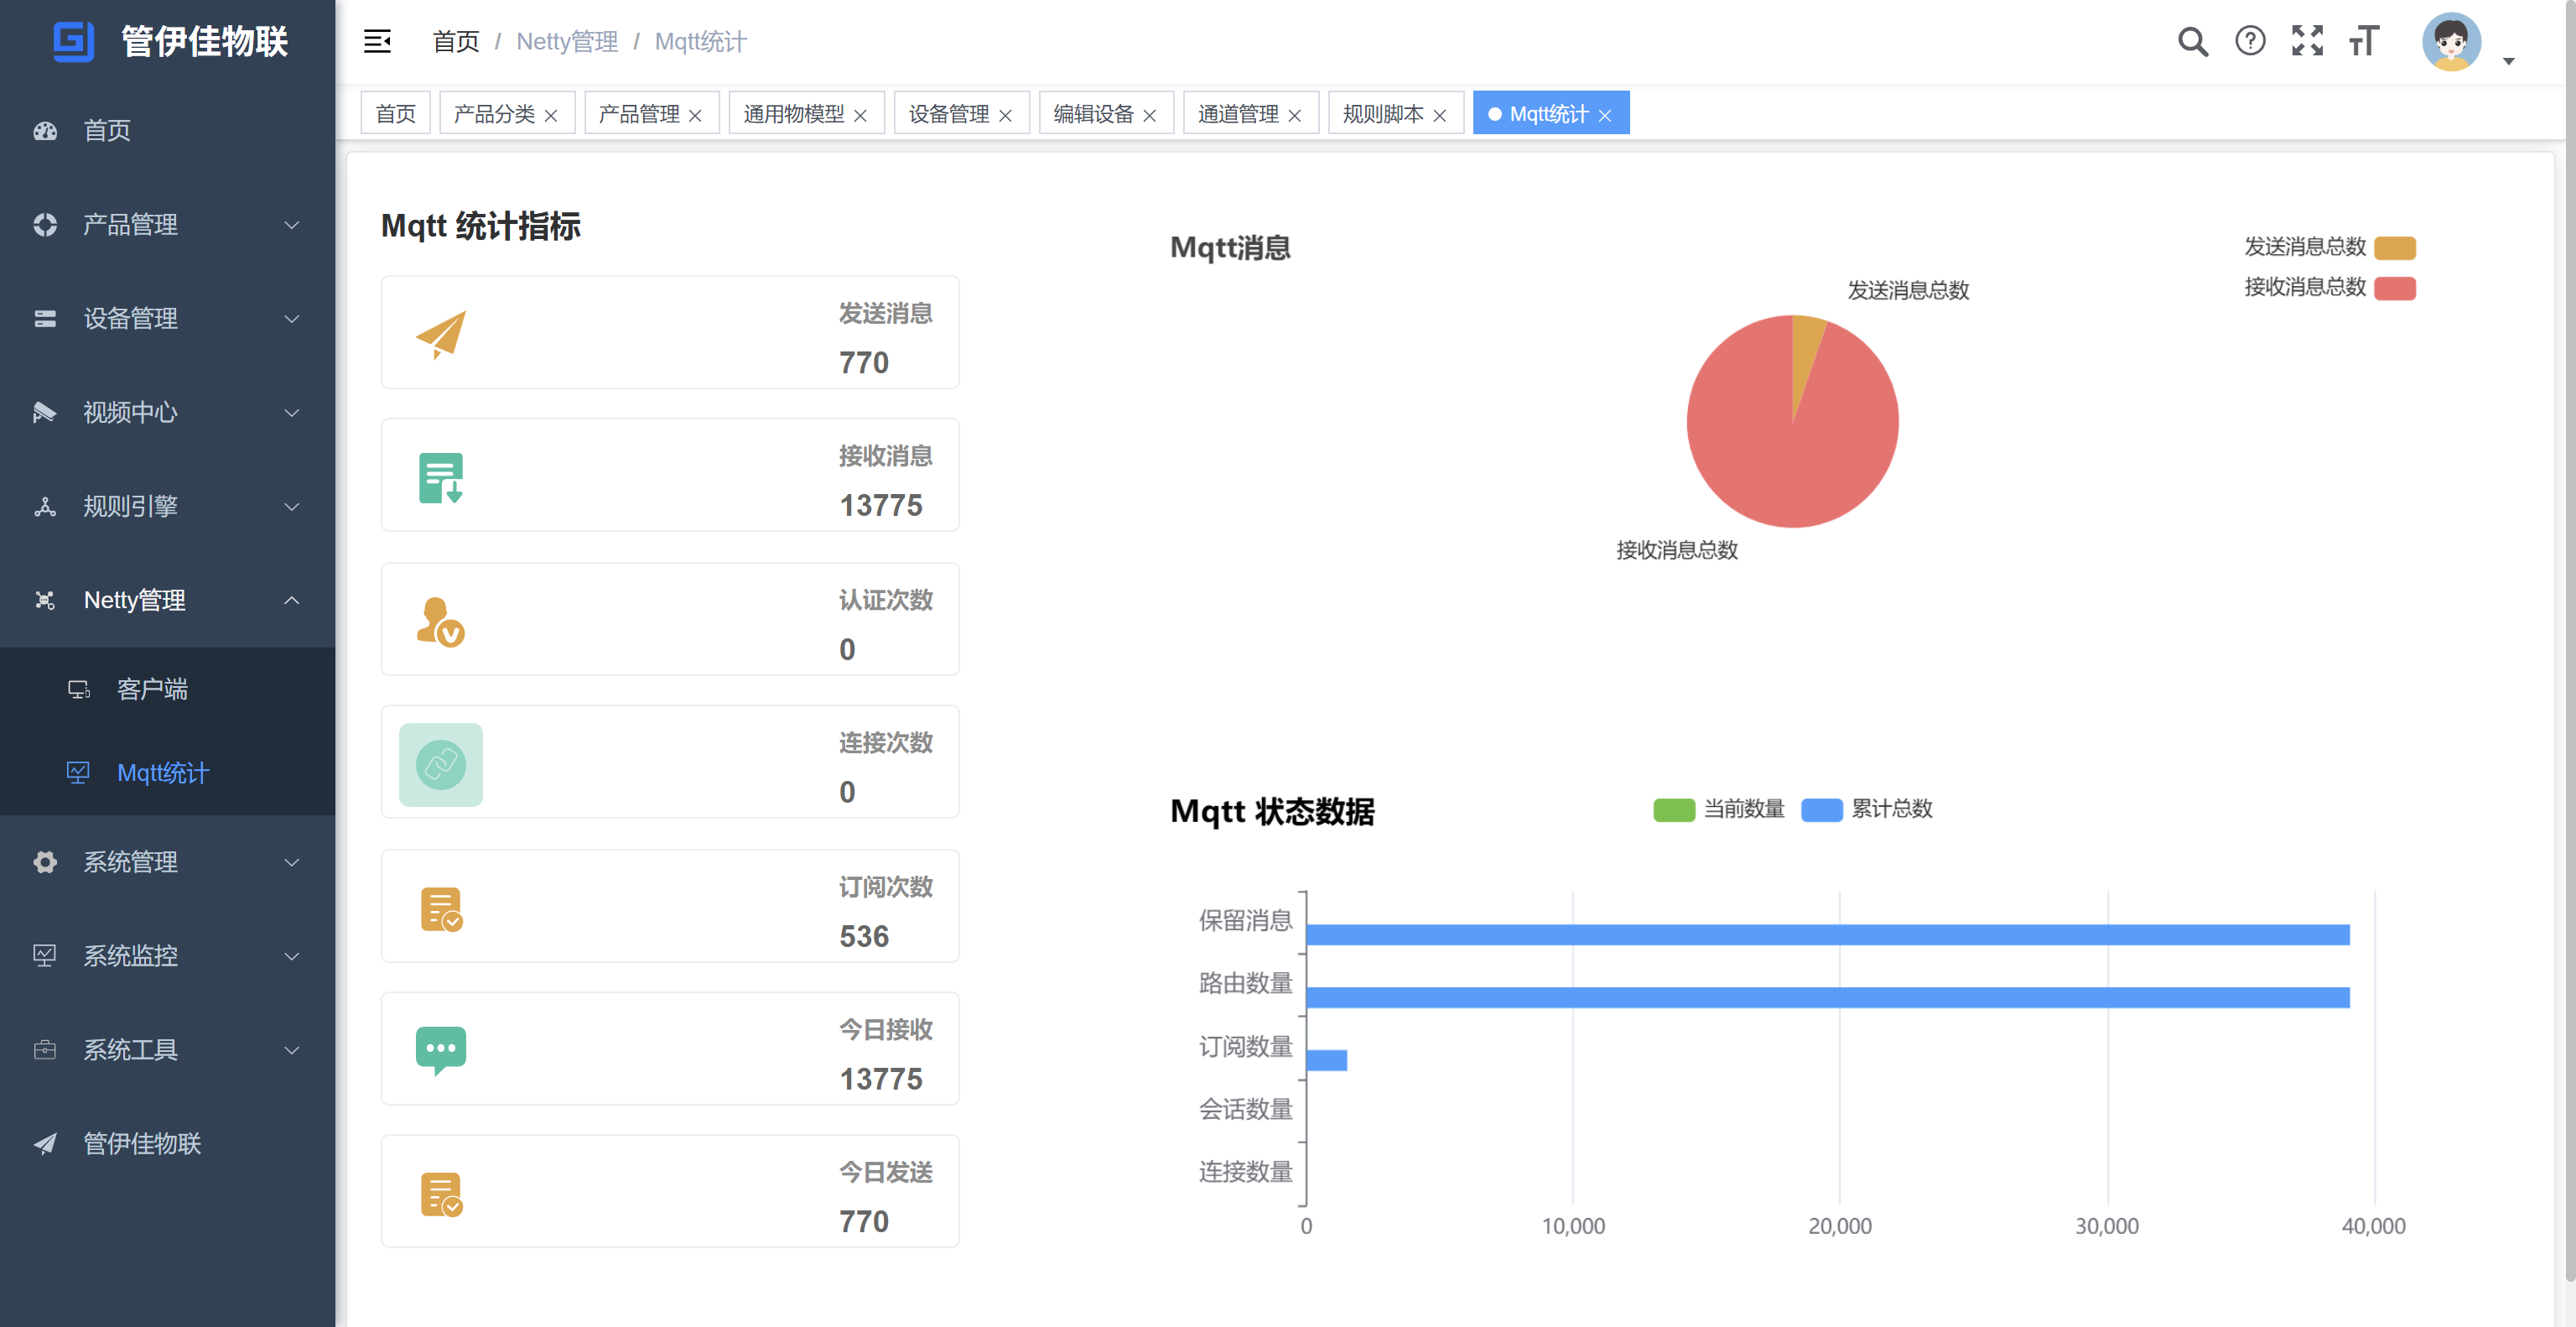 管伊佳物联
首页 / Netty管理 / Mqtt统计
首页
产品分类
产品管理
通用物模型
设备管理
编辑设备
通道管理
规则脚本
Mqtt统计
首页
产品管理
设备管理
视频中心
规则引擎
Netty管理
客户端
Mqtt统计
系统管理
系统监控
系统工具
管伊佳物联
Mqtt 统计指标
发送消息
770
接收消息
13775
认证次数
0
连接次数
0
订阅次数
536
今日接收
13775
今日发送
770
Mqtt消息
发送消息总数
接收消息总数
发送消息总数
接收消息总数
Mqtt 状态数据
当前数量
累计总数
保留消息
路由数量
订阅数量
会话数量
连接数量
0
10,000
20,000
30,000
40,000